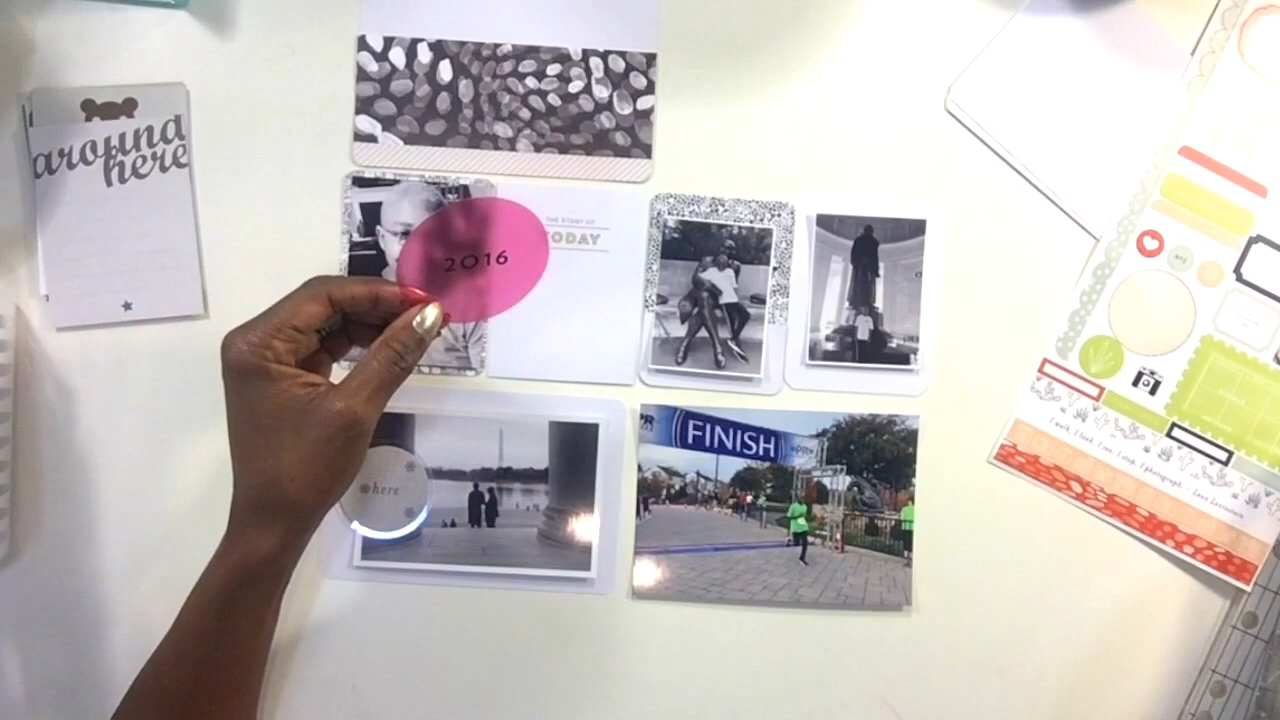 around
here
2016
THE STORY OF
TODAY
here
FINISH
I walk. I look. I see. I stop. I photograph.